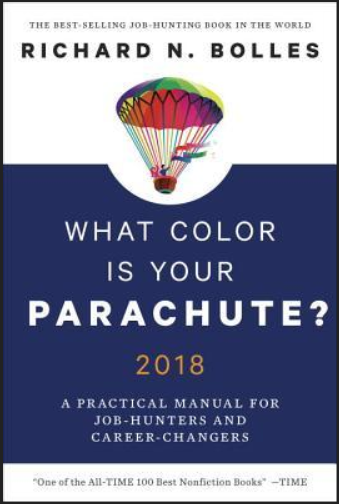 THE BEST-SELLING JOB-HUNTING BOOK IN THE WORLD
RICHARD N. BOLLES
WHAT COLOR
IS YOUR
PARACHUTE?
2018
A PRACTICAL MANUAL FOR
JOB-HUNTERS AND
CAREER-CHANGERS
"One of the All-TIME 100 Best Nonfiction Books" —TIME